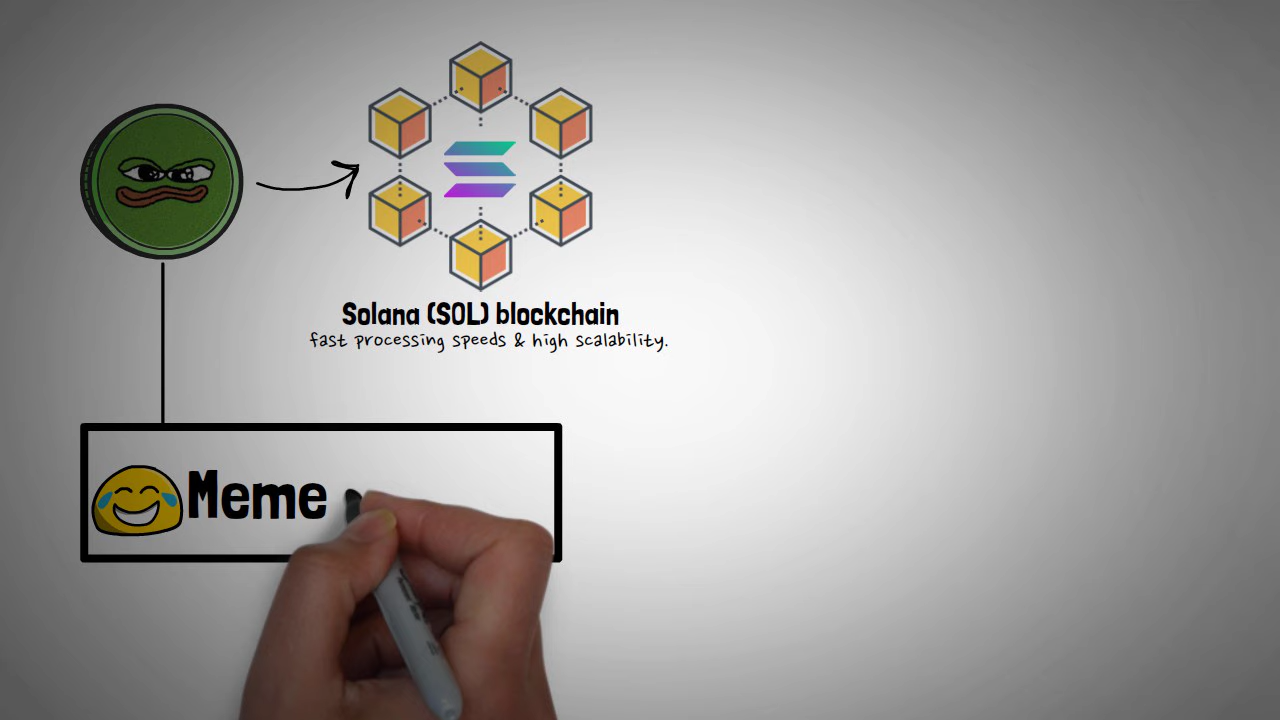 Solana (SOL) blockchain
fast processing speeds & high scalability.
Meme